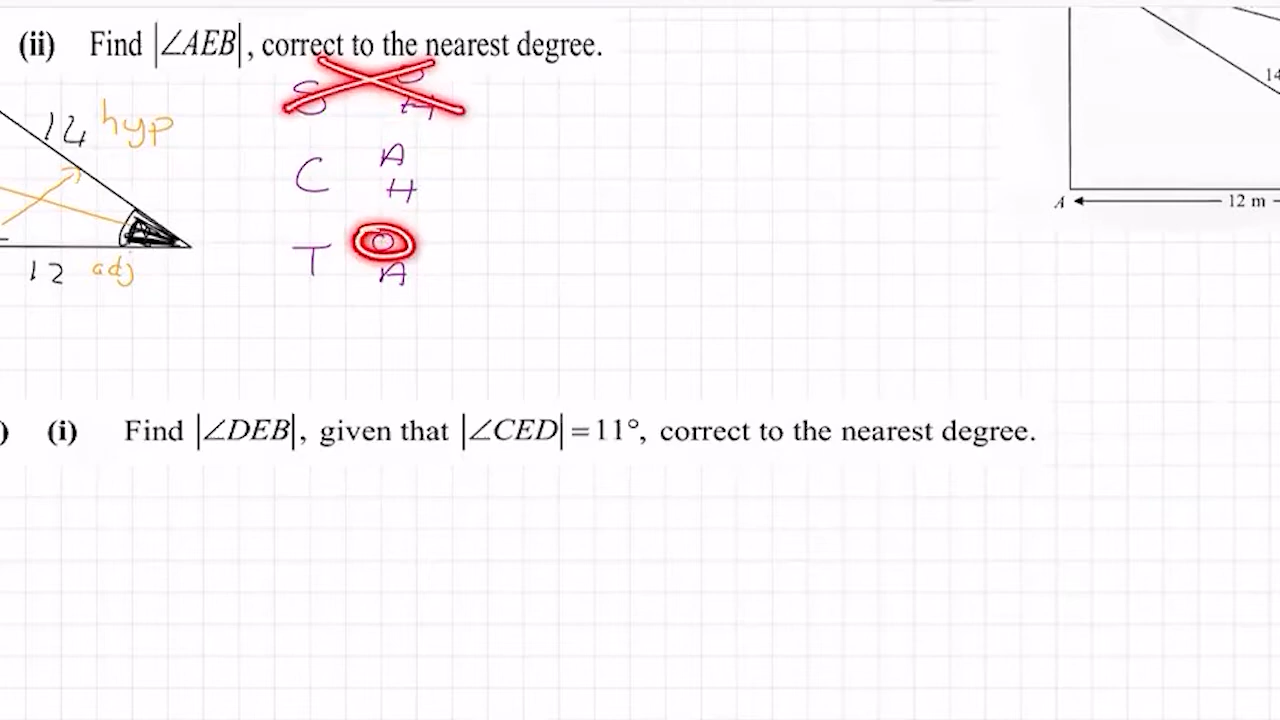 (ii) Find |∠AEB|, correct to the nearest degree.
14 hyp
S O
H
C A
H
12 adj
T O
A
14
A 12 m
) (i) Find |∠DEB|, given that |∠CED| = 11°, correct to the nearest degree.